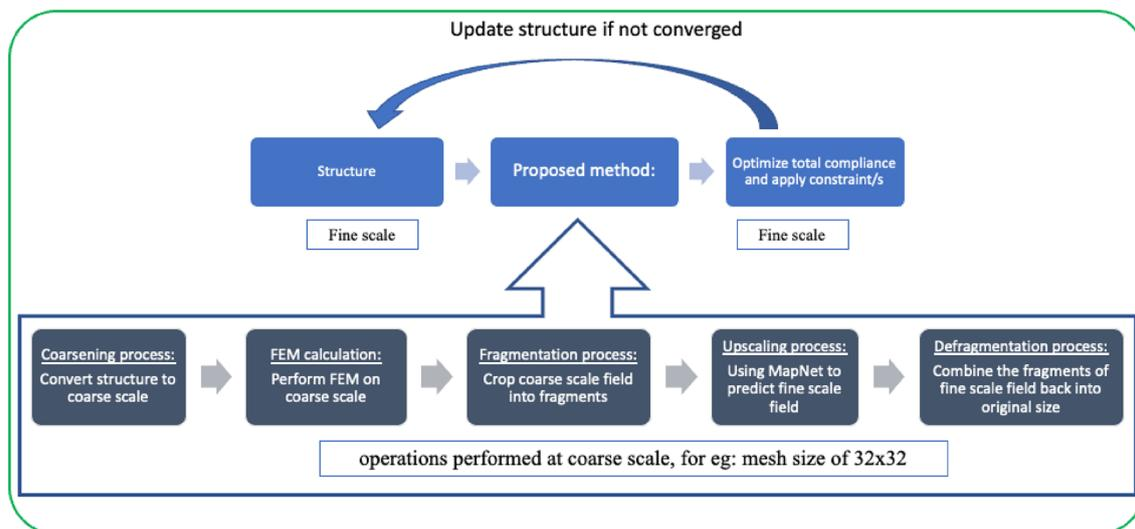 Update structure if not converged
Structure
Proposed method:
Optimize total compliance
and apply constraint/s
Fine scale
Fine scale
Coarsening process:
Convert structure to
coarse scale
FEM calculation:
Perform FEM on
coarse scale
Fragmentation process:
Crop coarse scale field
into fragments
Upscaling process:
Using MapNet to
predict fine scale
field
Defragmentation process:
Combine the fragments of
fine scale field back into
original size
operations performed at coarse scale, for eg: mesh size of 32x32